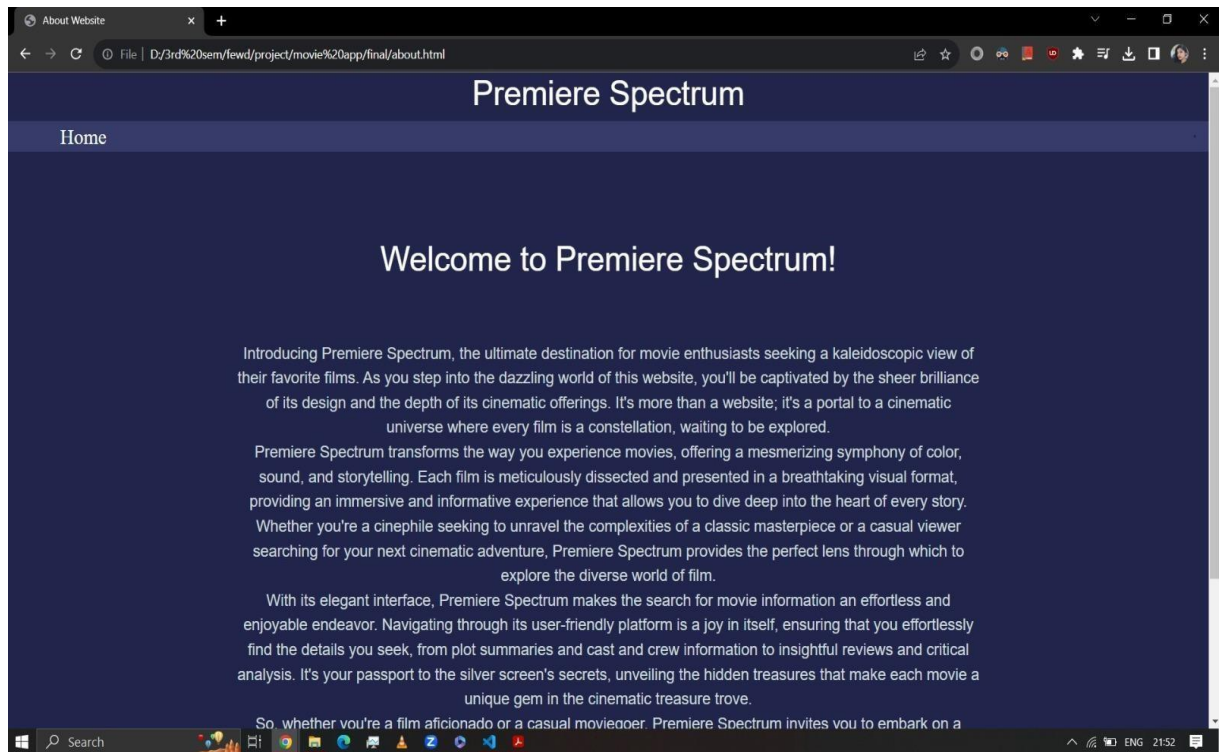 About Website
File
D:/3rd%20sem/fewd/project/movie%20app/final/about.html
Premiere Spectrum
Home
Welcome to Premiere Spectrum!
Introducing Premiere Spectrum, the ultimate destination for movie enthusiasts seeking a kaleidoscopic view of
their favorite films. As you step into the dazzling world of this website, you'll be captivated by the sheer brilliance
of its design and the depth of its cinematic offerings. It's more than a website; it's a portal to a cinematic
universe where every film is a constellation, waiting to be explored.
Premiere Spectrum transforms the way you experience movies, offering a mesmerizing symphony of color,
sound, and storytelling. Each film is meticulously dissected and presented in a breathtaking visual format,
providing an immersive and informative experience that allows you to dive deep into the heart of every story.
Whether you're a cinephile seeking to unravel the complexities of a classic masterpiece or a casual viewer
searching for your next cinematic adventure, Premiere Spectrum provides the perfect lens through which to
explore the diverse world of film.
With its elegant interface, Premiere Spectrum makes the search for movie information an effortless and
enjoyable endeavor. Navigating through its user-friendly platform is a joy in itself, ensuring that you effortlessly
find the details you seek, from plot summaries and cast and crew information to insightful reviews and critical
analysis. It's your passport to the silver screen's secrets, unveiling the hidden treasures that make each movie a
unique gem in the cinematic treasure trove.
So, whether you're a film aficionado or a casual moviegoer, Premiere Spectrum invites you to embark on a
Search
ENG 21:52